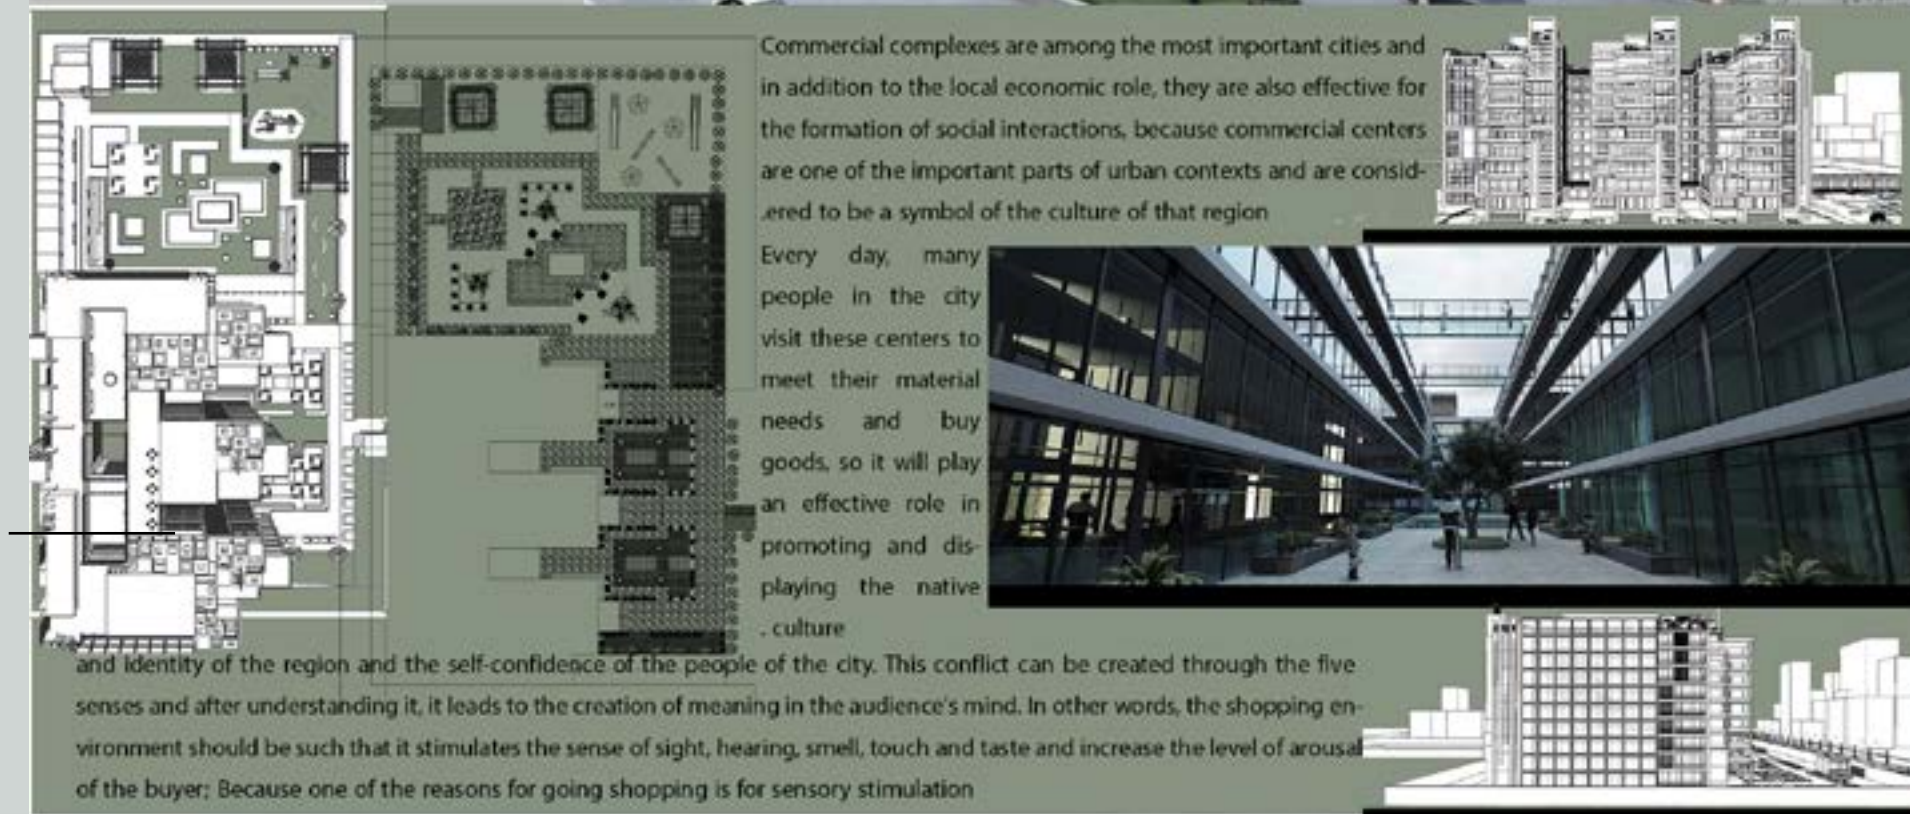 Commercial complexes are among the most important cities and
in addition to the local economic role, they are also effective for
the formation of social interactions, because commercial centers
are one of the important parts of urban contexts and are consid-
.ered to be a symbol of the culture of that region
Every day, many
people in the city
visit these centers to
meet their material
needs and buy
goods, so it will play
an effective role in
promoting and dis-
playing the native
. culture
and identity of the region and the self-confidence of the people of the city. This conflict can be created through the five
senses and after understanding it, it leads to the creation of meaning in the audience's mind. In other words, the shopping en-
vironment should be such that it stimulates the sense of sight, hearing, smell, touch and taste and increase the level of arousal
of the buyer; Because one of the reasons for going shopping is for sensory stimulation